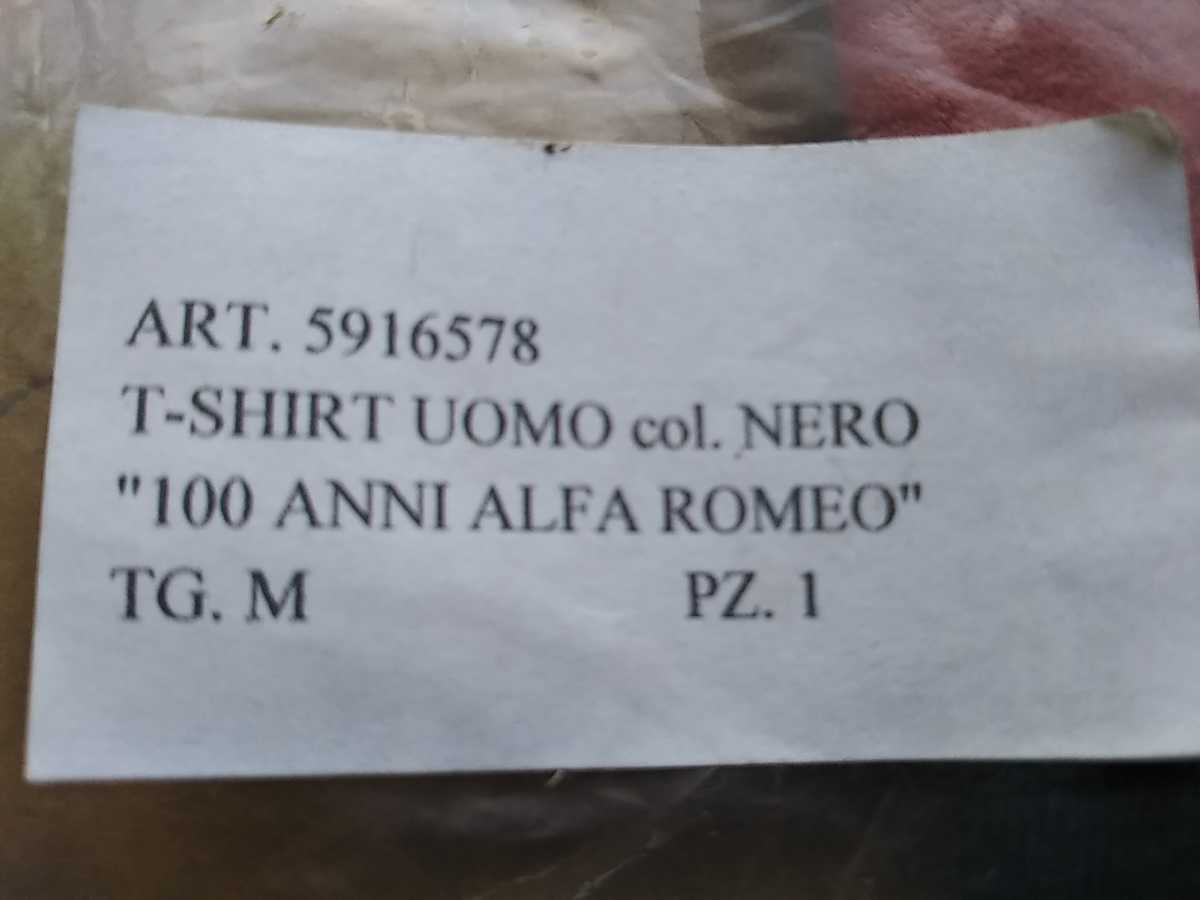 ART. 5916578
T-SHIRT UOMO col. NERO
"100 ANNI ALFA ROMEO"
TG. M PZ. 1